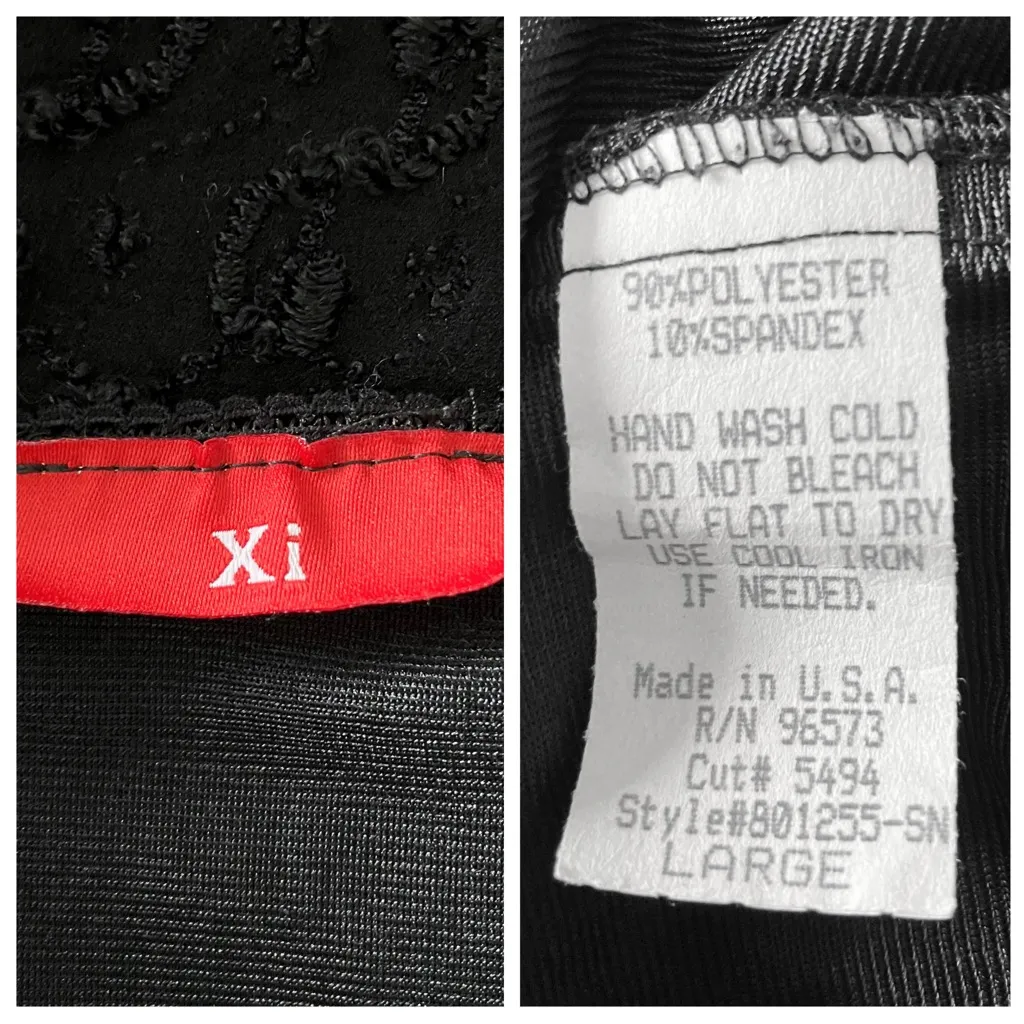 Xi
90%POLYESTER
10%SPANDEX
HAND WASH COLD
DO NOT BLEACH
LAY FLAT TO DRY
USE COOL IRON
IF NEEDED.
Made in U.S.A.
R/N 96573
Cut# 5494
Style#801255-SN
LARGE